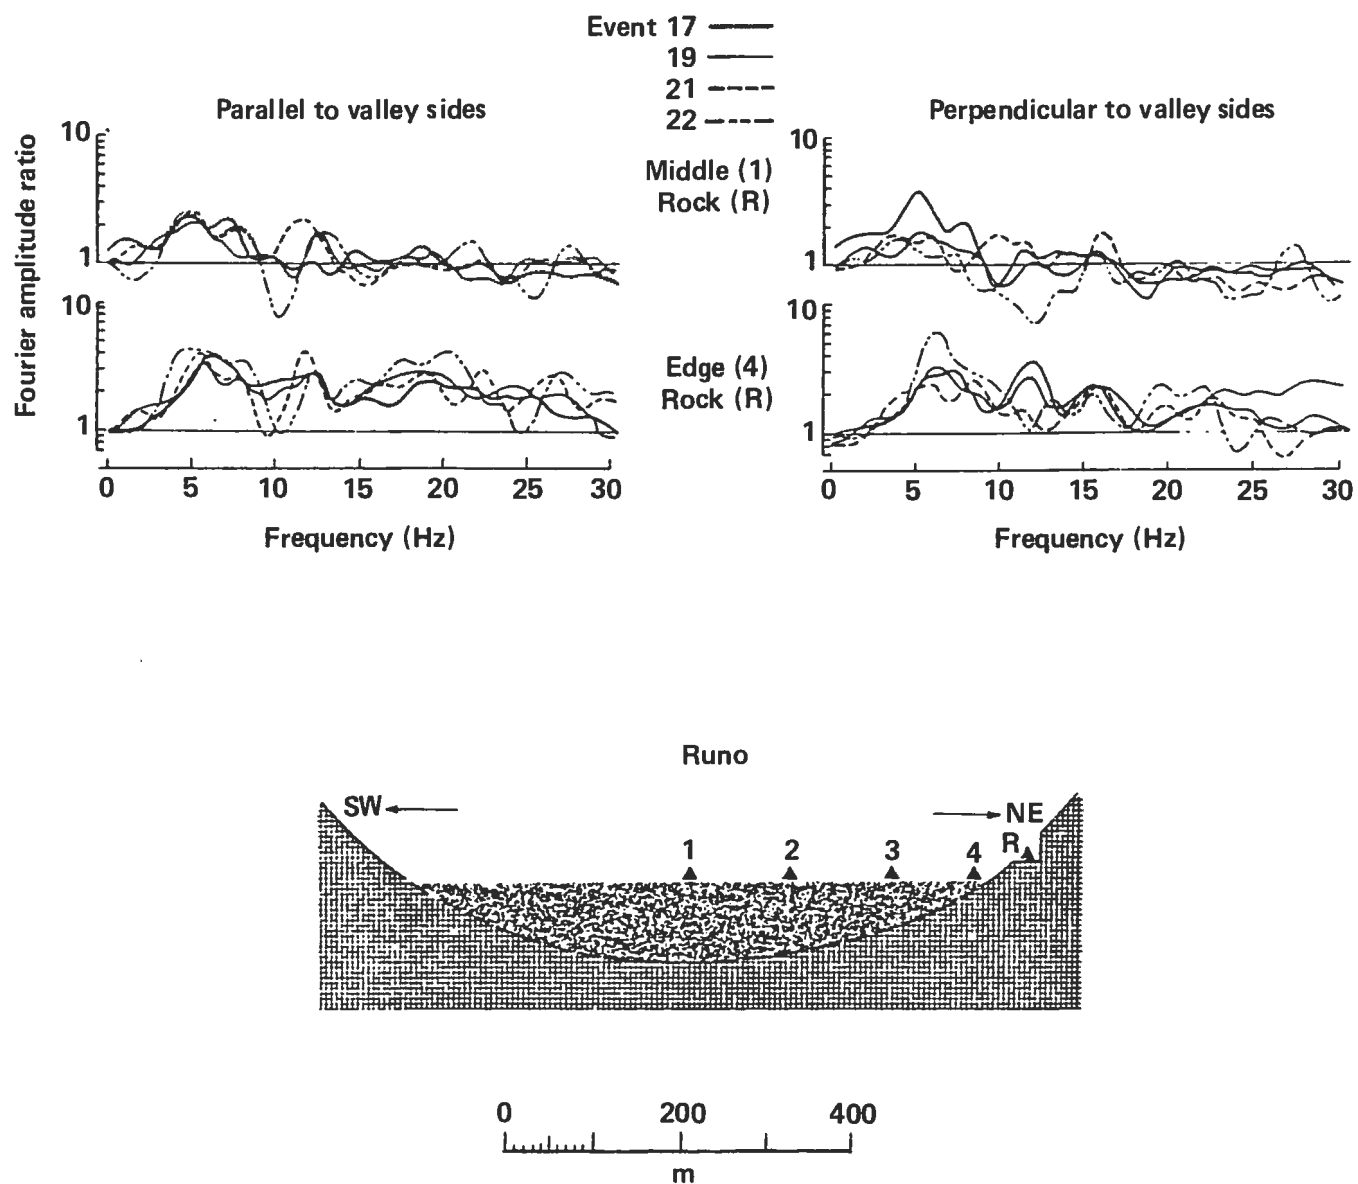 Event 17
19
21
22
Parallel to valley sides
Perpendicular to valley sides
Fourier amplitude ratio
10
1
10
1
Middle (1)
Rock (R)
Edge (4)
Rock (R)
10
1
10
1
0 5 10 15 20 25 30
Frequency (Hz)
0 5 10 15 20 25 30
Frequency (Hz)
Runo
SW
NE
R
1 2 3 4
0 200 400
m